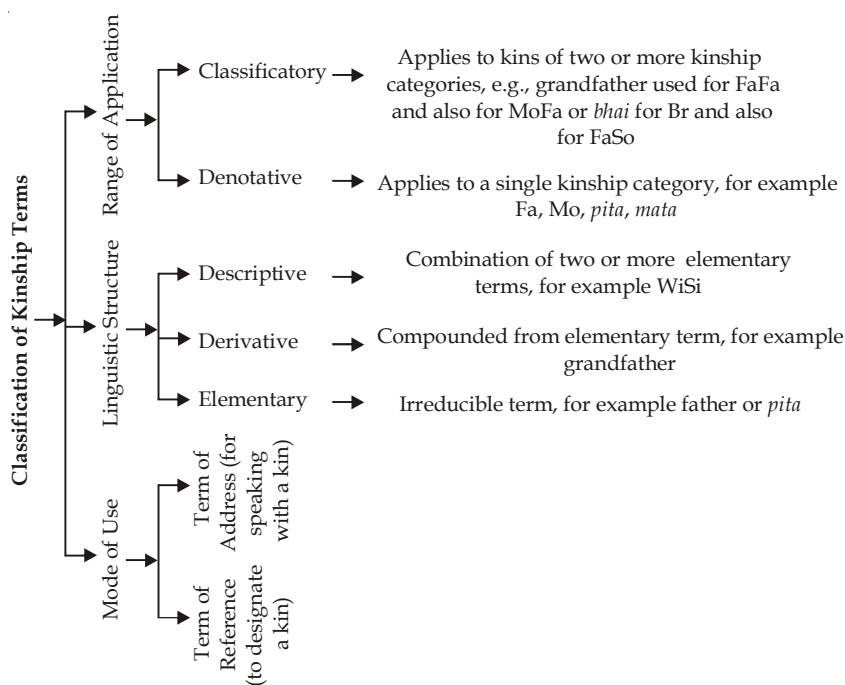 Classification of Kinship Terms
Range of Application
Classificatory
Applies to kins of two or more kinship
categories, e.g., grandfather used for FaFa
and also for MoFa or bhai for Br and also
for FaSo
Denotative
Applies to a single kinship category, for example
Fa, Mo, pita, mata
Linguistic Structure
Descriptive
Combination of two or more elementary
terms, for example WiSi
Derivative
Compounded from elementary term, for example
grandfather
Elementary
Irreducible term, for example father or pita
Mode of Use
Term of
Address (for
speaking
with a kin)
Term of
Reference
(to designate
a kin)